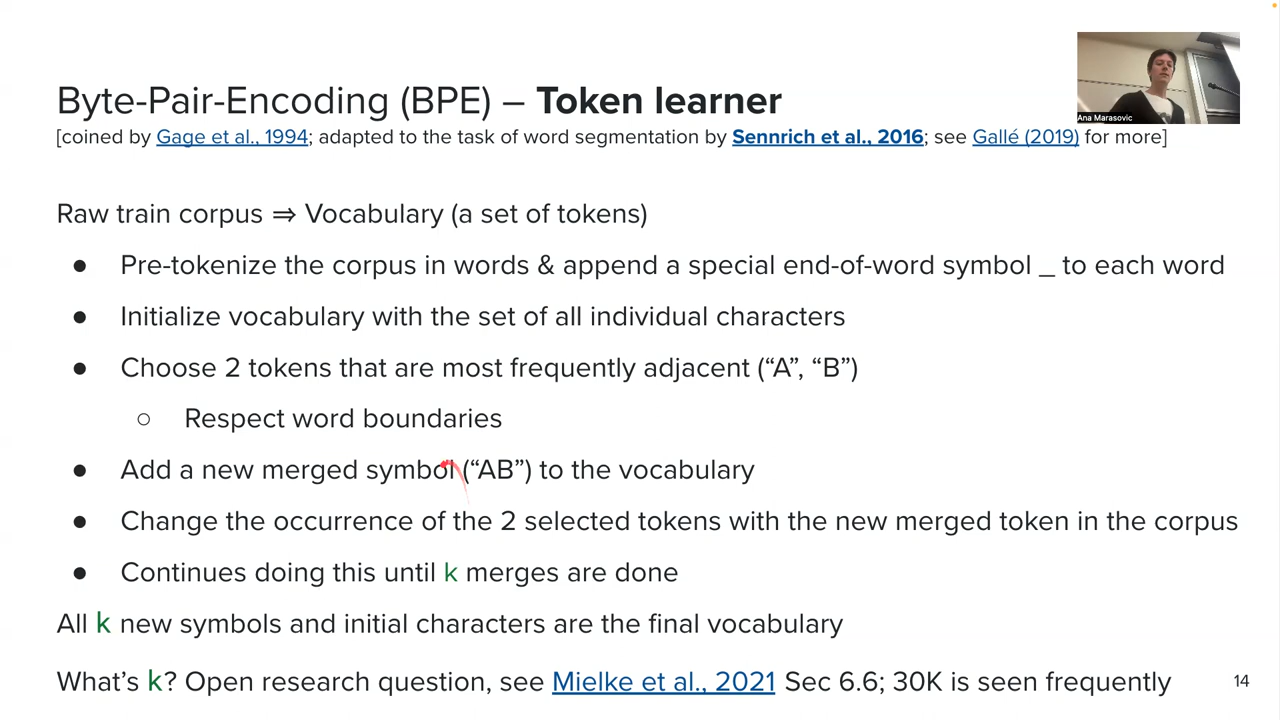 Ana Marasovic
Byte-Pair-Encoding (BPE) – Token learner
[coined by Gage et al., 1994; adapted to the task of word segmentation by Sennrich et al., 2016; see Gallé (2019) for more]
Raw train corpus ⇒ Vocabulary (a set of tokens)
● Pre-tokenize the corpus in words & append a special end-of-word symbol _ to each word
● Initialize vocabulary with the set of all individual characters
● Choose 2 tokens that are most frequently adjacent (“A”, “B”)
○ Respect word boundaries
● Add a new merged symbol (“AB”) to the vocabulary
● Change the occurrence of the 2 selected tokens with the new merged token in the corpus
● Continues doing this until k merges are done
All k new symbols and initial characters are the final vocabulary
What’s k? Open research question, see Mielke et al., 2021 Sec 6.6; 30K is seen frequently
14